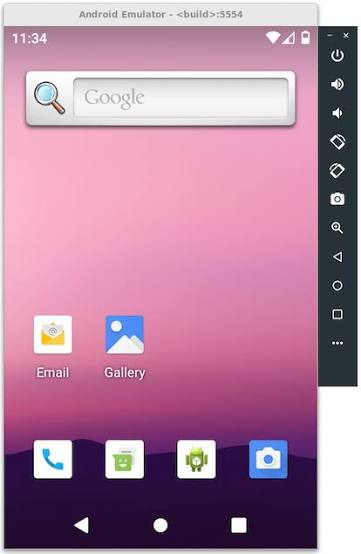 Android Emulator - <build>:5554
11:34
Google
Email
Gallery